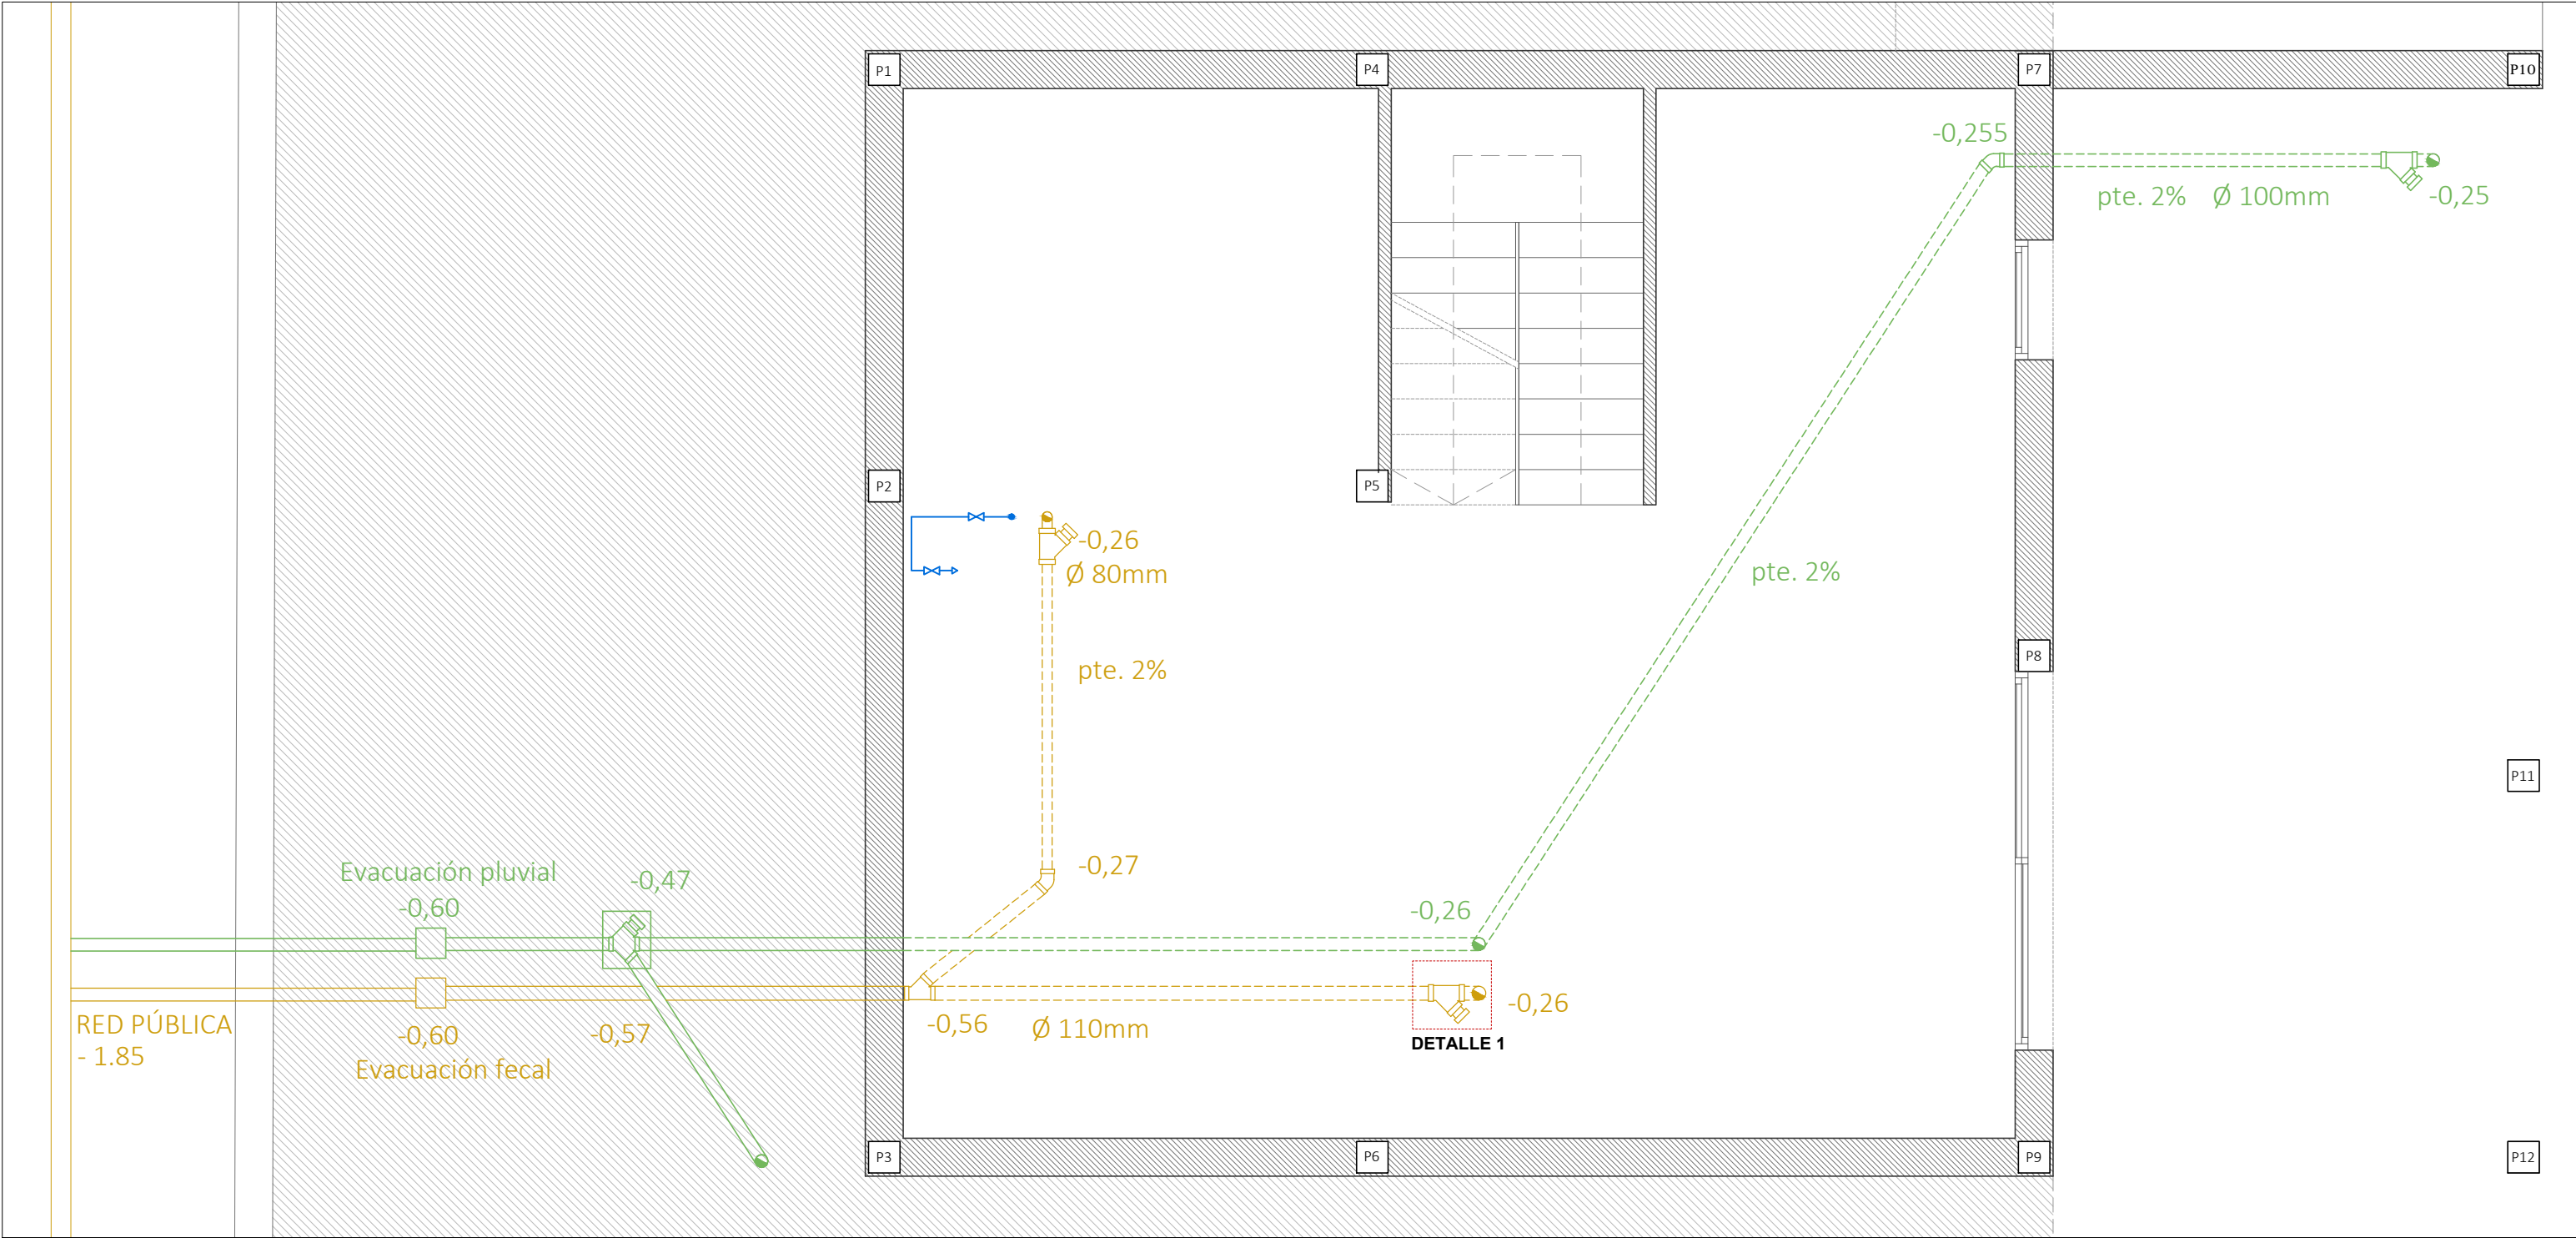 P1
P4
P7
P10
-0,255
pte. 2%
Ø 100mm
-0,25
P2
P5
-0,26
Ø 80mm
pte. 2%
pte. 2%
P8
P11
-0,27
Evacuación pluvial
-0,60
-0,47
-0,26
RED PÚBLICA
- 1.85
-0,60
Evacuación fecal
-0,57
-0,56
Ø 110mm
-0,26
DETALLE 1
P3
P6
P9
P12